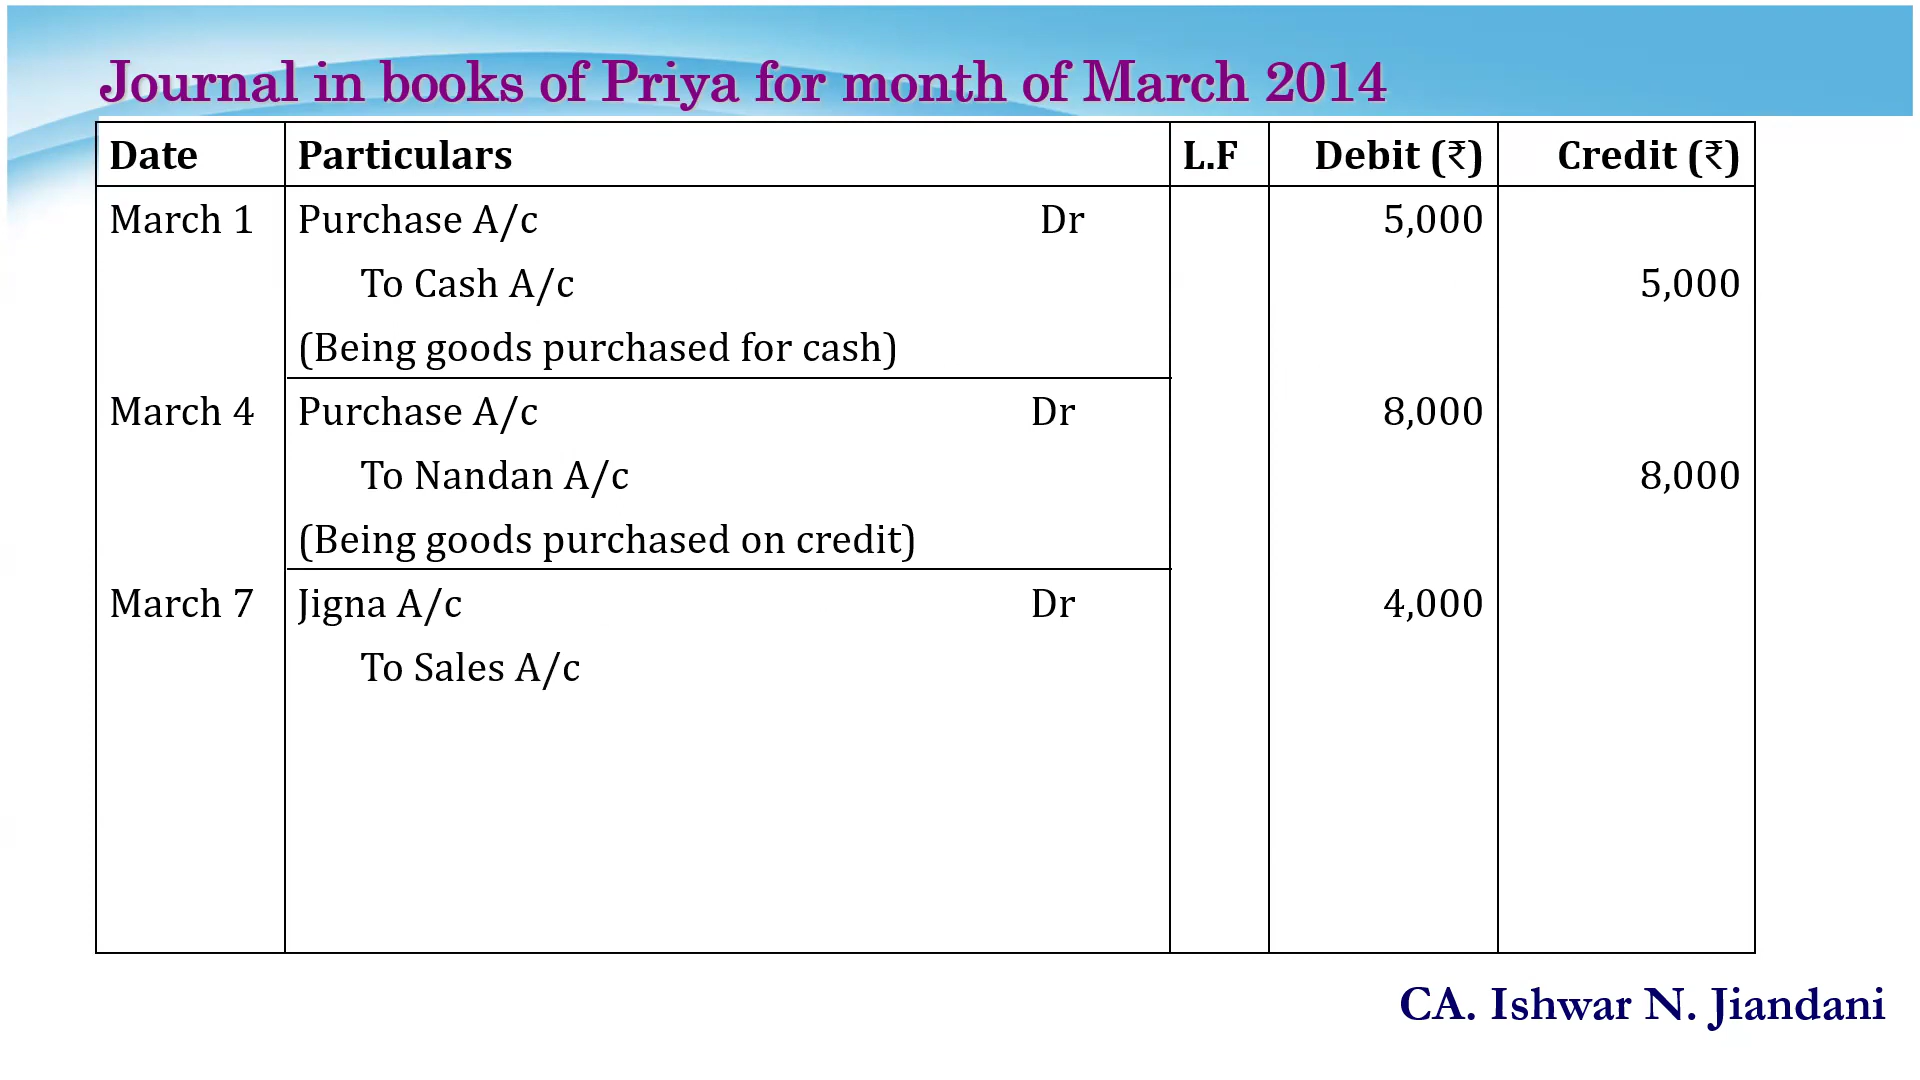 Journal in books of Priya for month of March 2014
Date Particulars L.F Debit (₹) Credit (₹)
March 1 Purchase A/c Dr 5,000
To Cash A/c 5,000
(Being goods purchased for cash)
March 4 Purchase A/c Dr 8,000
To Nandan A/c 8,000
(Being goods purchased on credit)
March 7 Jigna A/c Dr 4,000
To Sales A/c
CA. Ishwar N. Jiandani